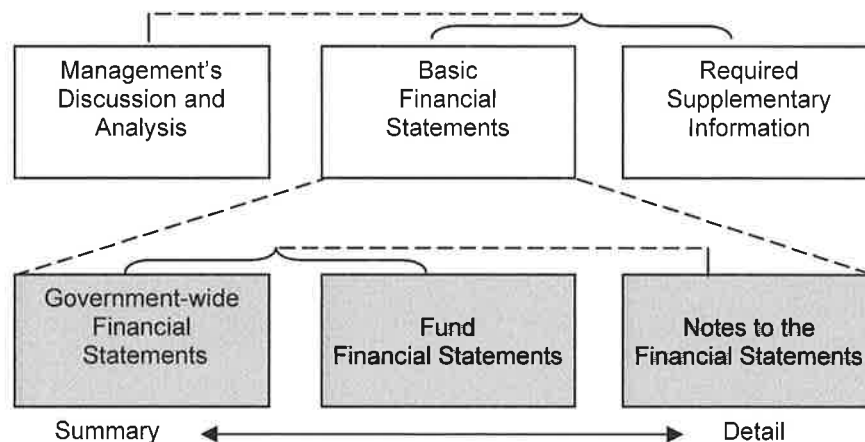 Management's
Discussion and
Analysis
Basic
Financial
Statements
Required
Supplementary
Information
Government-wide
Financial
Statements
Fund
Financial Statements
Notes to the
Financial Statements
Summary
Detail